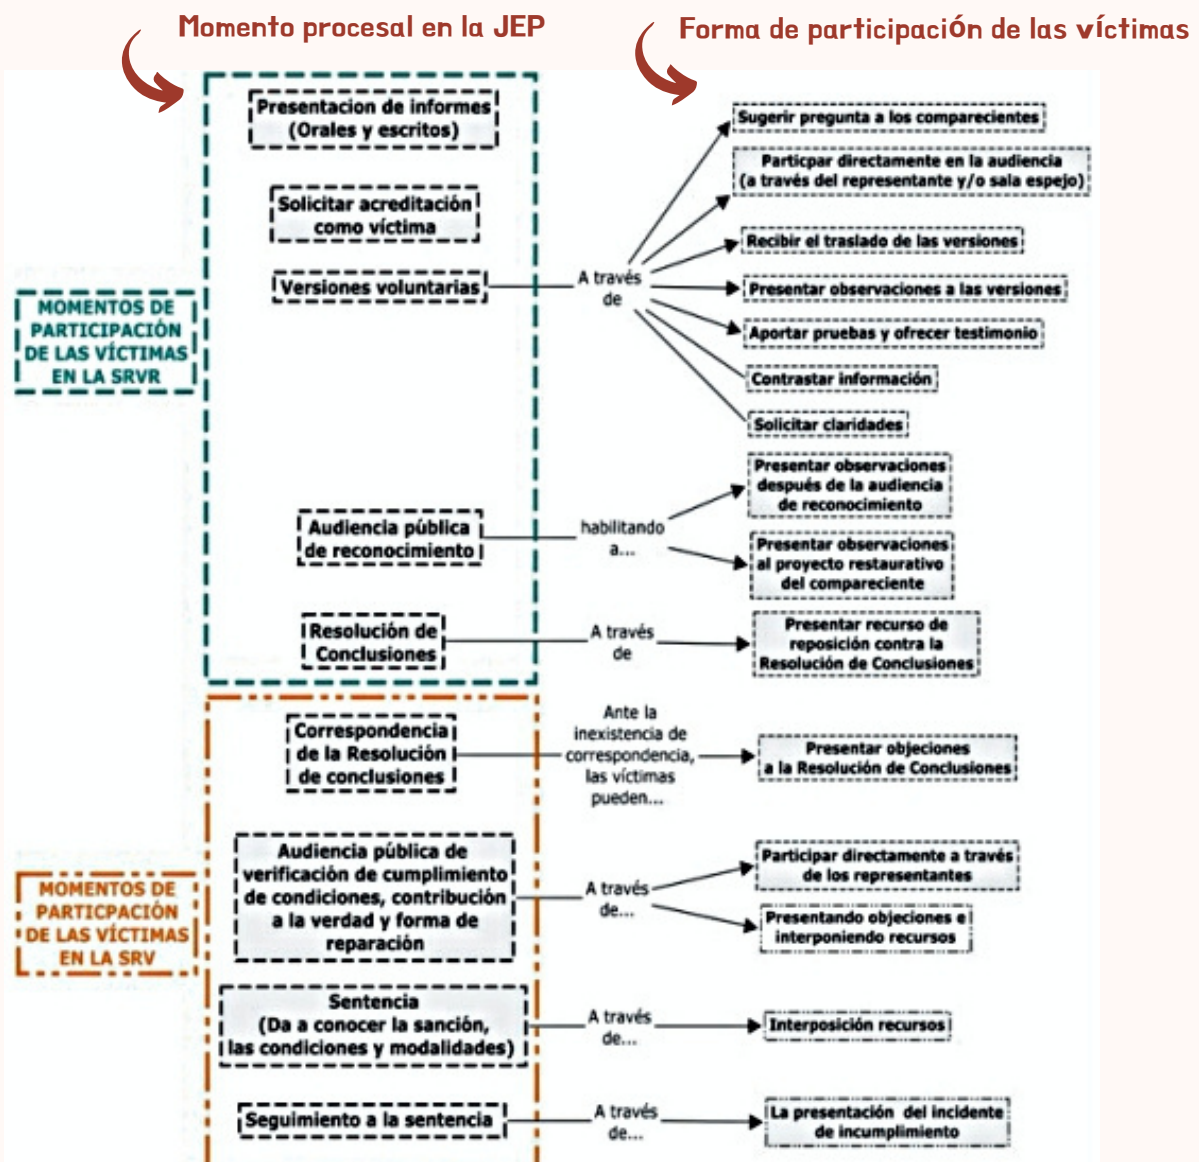 Momento procesal en la JEP
Forma de participación de las víctimas
MOMENTOS DE
PARTICIPACIÓN
DE LAS VÍCTIMAS
EN LA SRVR
Presentacion de informes
(Orales y escritos)
Solicitar acreditación
como víctima
Versiones voluntarias
A través
de
Sugerir pregunta a los comparecientes
Particpar directamente en la audiencia
(a través del representante y/o sala espejo)
Recibir el traslado de las versiones
Presentar observaciones a las versiones
Aportar pruebas y ofrecer testimonio
Contrastar información
Solicitar claridades
Audiencia pública
de reconocimiento
habilitando
a...
Presentar observaciones
después de la audiencia
de reconocimiento
Presentar observaciones
al proyecto restaurativo
del compareciente
Resolución de
Conclusiones
A través
de
Presentar recurso de
reposición contra la
Resolución de Conclusiones
MOMENTOS DE
PARTICPACIÓN
DE LAS VÍCTIMAS
EN LA SRV
Correspondencia
de la Resolución
de conclusiones
Ante la
inexistencia de
correspondencia,
las víctimas
pueden...
Presentar objeciones
a la Resolución de Conclusiones
Audiencia pública de
verificación de cumplimiento
de condiciones, contribución
a la verdad y forma de
reparación
A través
de...
Participar directamente a través
de los representantes
Presentando objeciones e
interponiendo recursos
Sentencia
(Da a conocer la sanción,
las condiciones y modalidades)
A través
de...
Interposición recursos
Seguimiento a la sentencia
A través
de...
La presentación del incidente
de incumplimiento